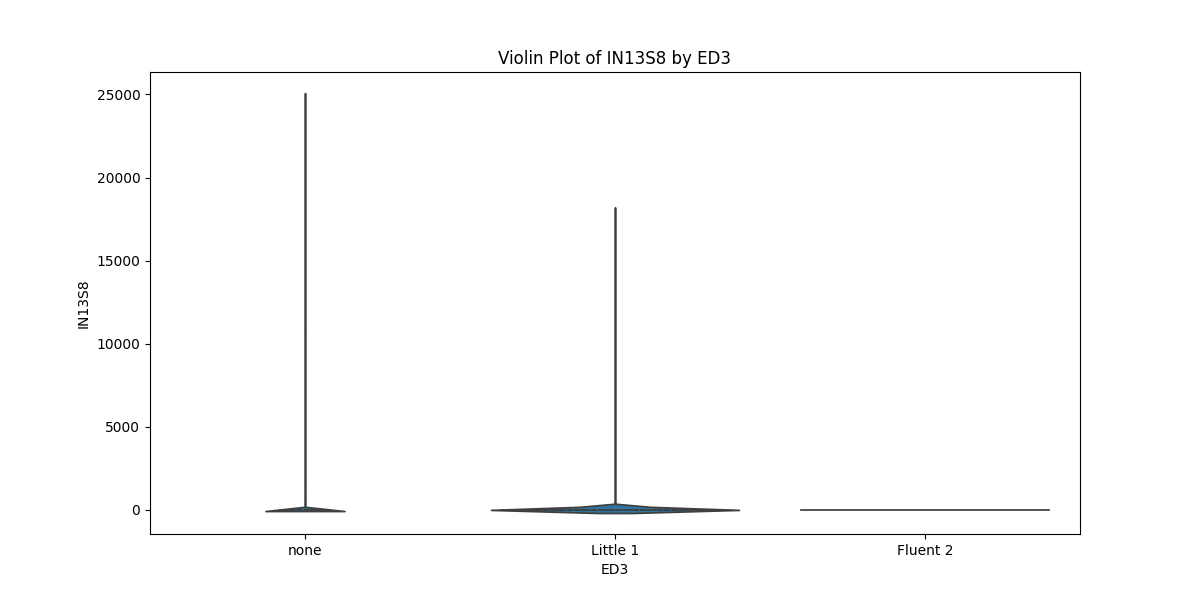 Violin Plot of IN13S8 by ED3
25000
20000
15000
10000
5000
0
IN13S8
none
Little 1
Fluent 2
ED3